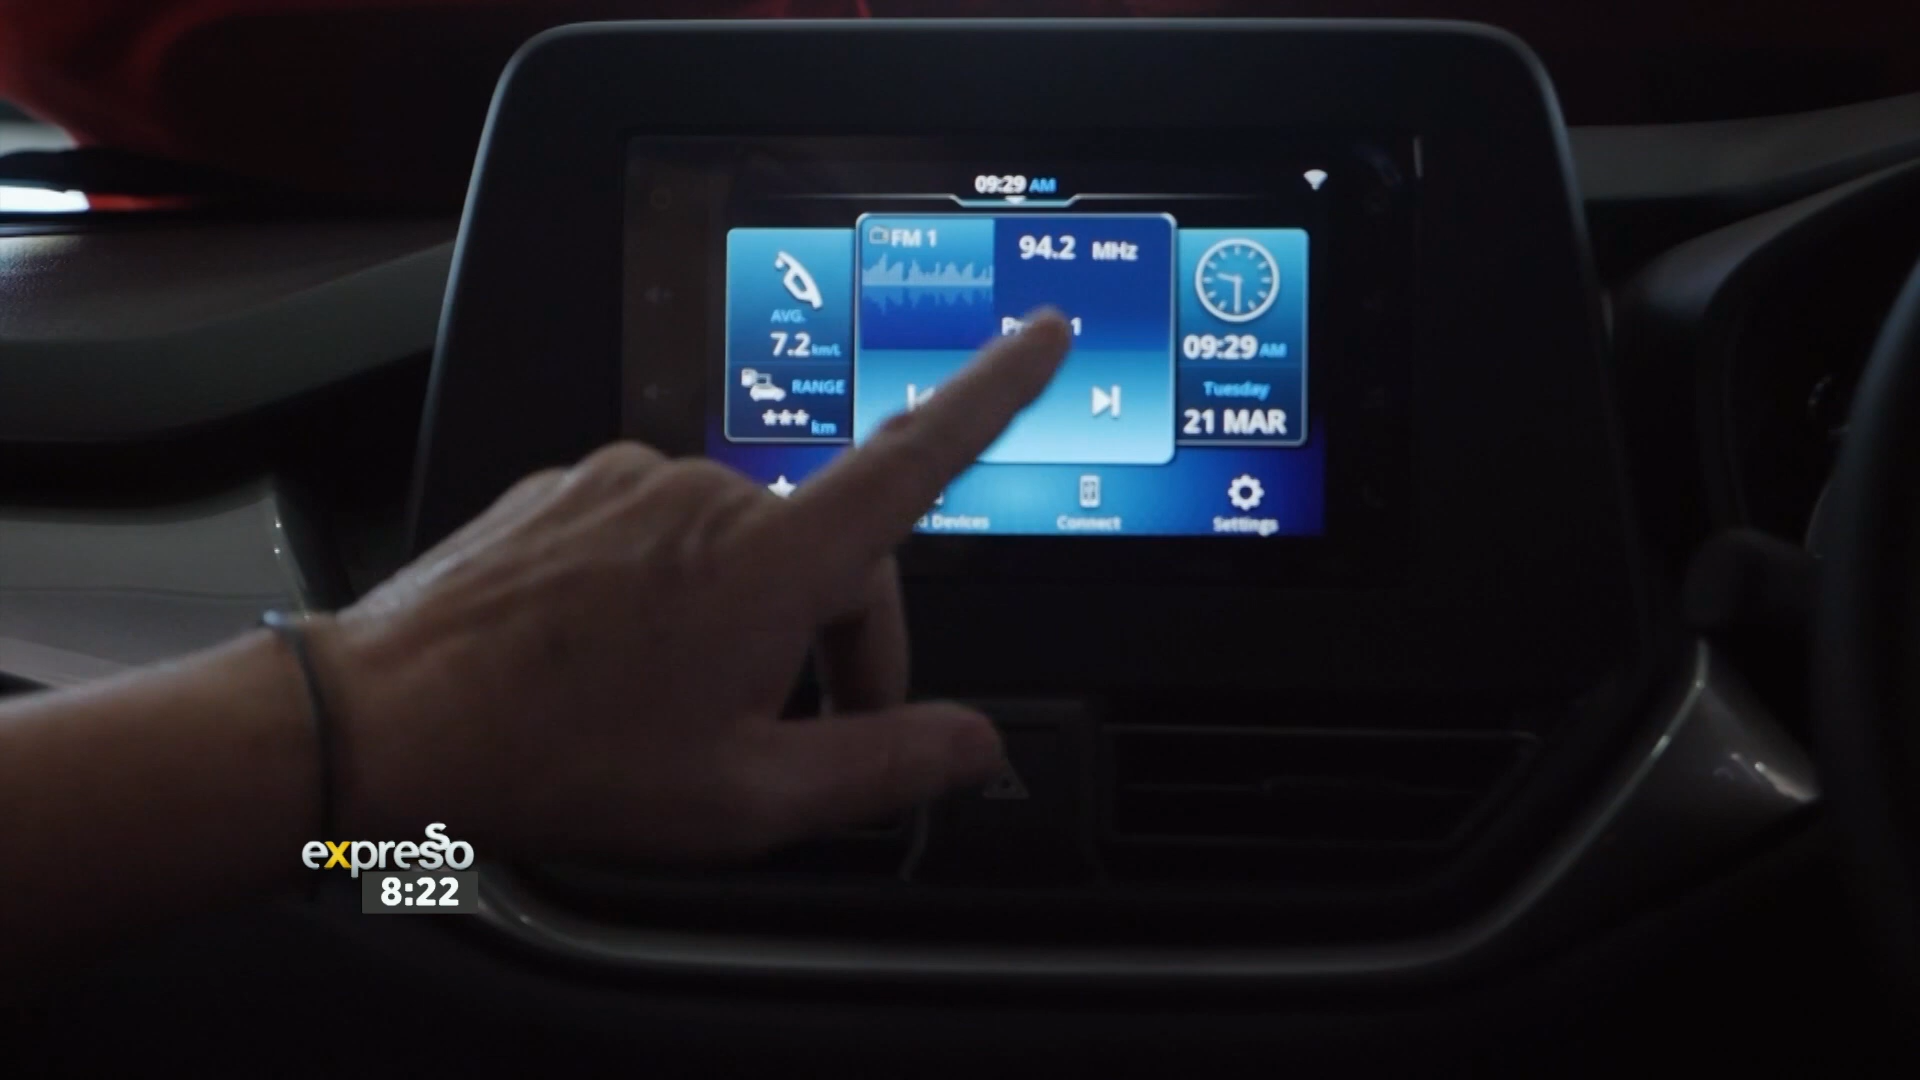 09:29 AM
FM 1
94.2 MHz
AVG.
7.2 km/L
RANGE
*** km
09:29 AM
Tuesday
21 MAR
Devices
Connect
Settings
expresso
8:22